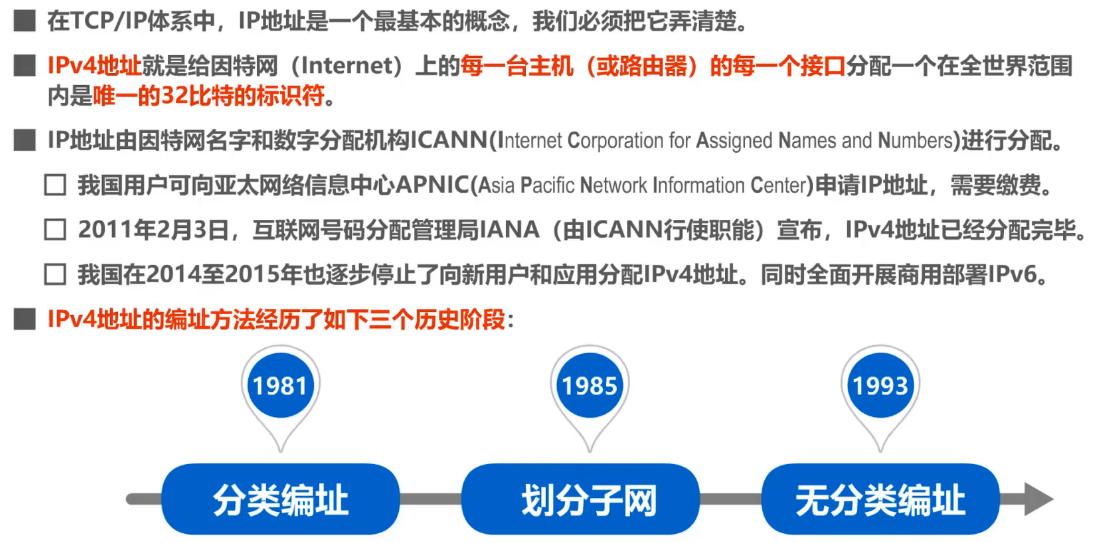 在TCP/IP体系中，IP地址是一个最基本的概念，我们必须把它弄清楚。
IPv4地址就是给因特网（Internet）上的每一台主机（或路由器）的每一个接口分配一个在全世界范围
内是唯一的32比特的标识符。
IP地址由因特网名字和数字分配机构ICANN(Internet Corporation for Assigned Names and Numbers)进行分配。
我国用户可向亚太网络信息中心APNIC(Asia Pacific Network Information Center)申请IP地址，需要缴费。
2011年2月3日，互联网号码分配管理局IANA（由ICANN行使职能）宣布，IPv4地址已经分配完毕。
我国在2014至2015年也逐步停止了向新用户和应用分配IPv4地址。同时全面开展商用部署IPv6。
IPv4地址的编址方法经历了如下三个历史阶段：
1981 1985 1993
分类编址 划分子网 无分类编址